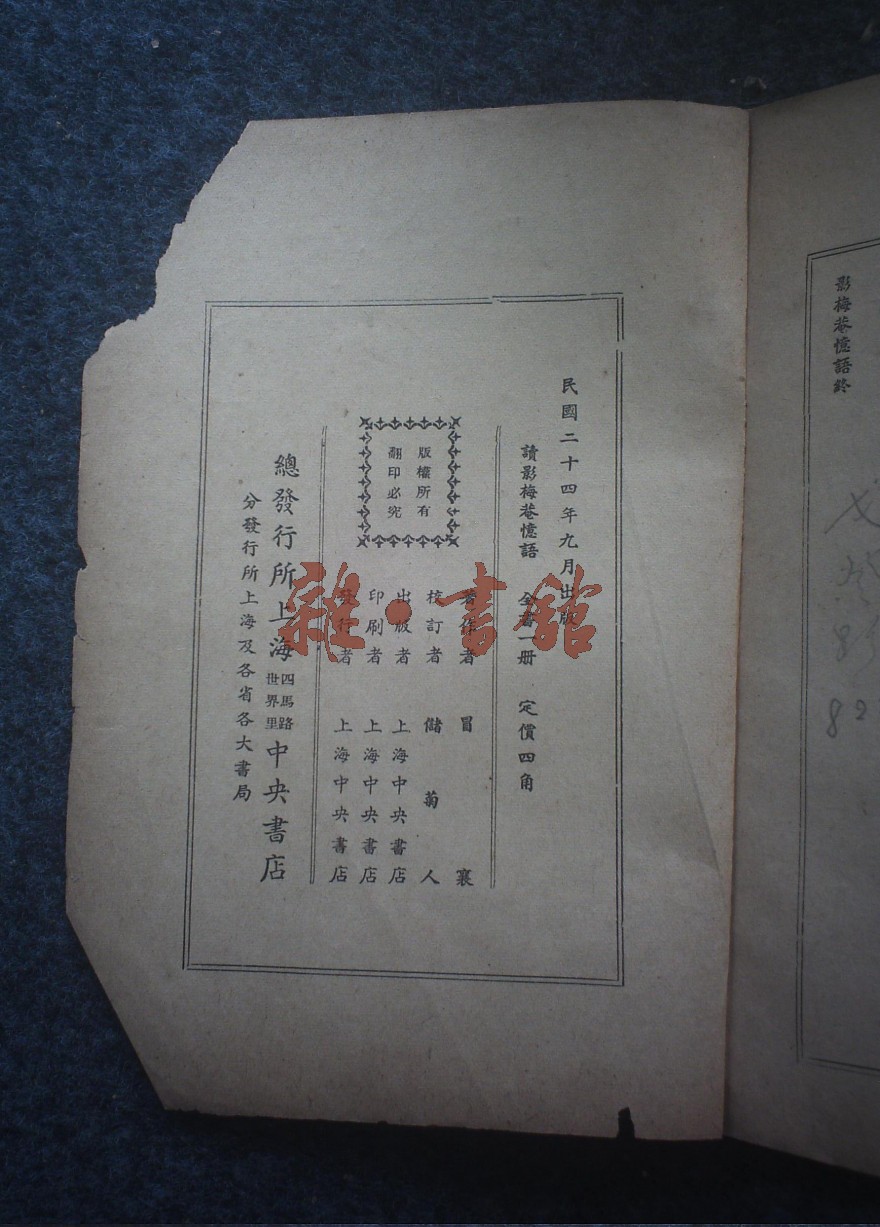 影梅菴憶語終
民國二十四年九月出版
讀影梅菴憶語 全書一册 定價四角
著作者 冒襄
核訂者 儲菊人
出版者 上海中央書店
印刷者 上海中央書店
發行者 上海中央書店
版權所有
翻印必究
總發行所上海四馬路世界里中央書店
分發行所上海及各省各大書局
雜·書館